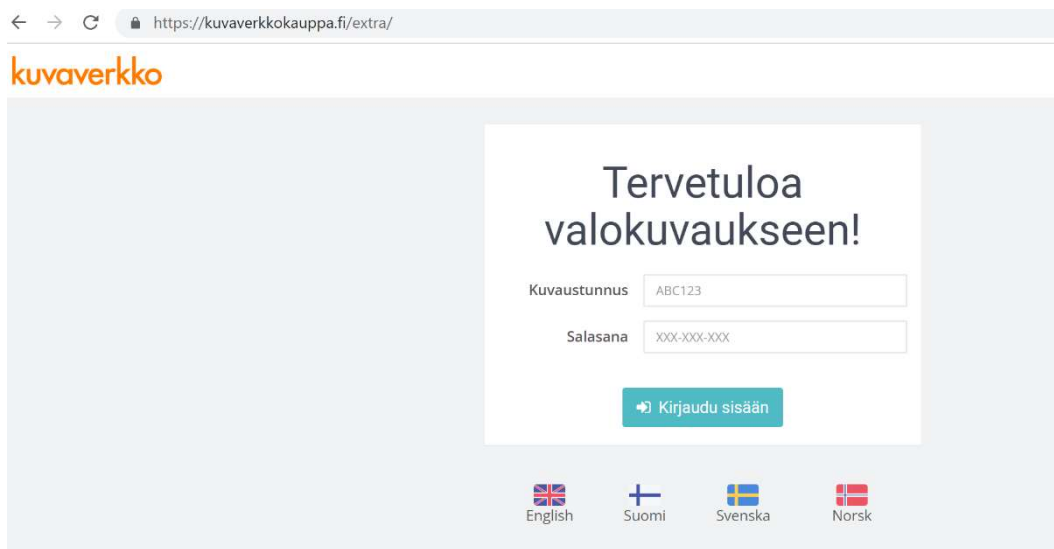 https://kuvaverkkokauppa.fi/extra/
kuvaverkko
Tervetuloa
valokuvaukseen!
Kuvaustunnus ABC123
Salasana XXX-XXX-XXX
Kirjaudu sisään
English Suomi Svenska Norsk